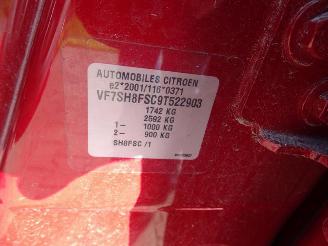 AUTOMOBILES CITROEN
e2*2001/116*0371
VF7SH8FSC9T522903
1742 KG
2592 KG
1- 1000 KG
2- 900 KG
SH8FSC /1